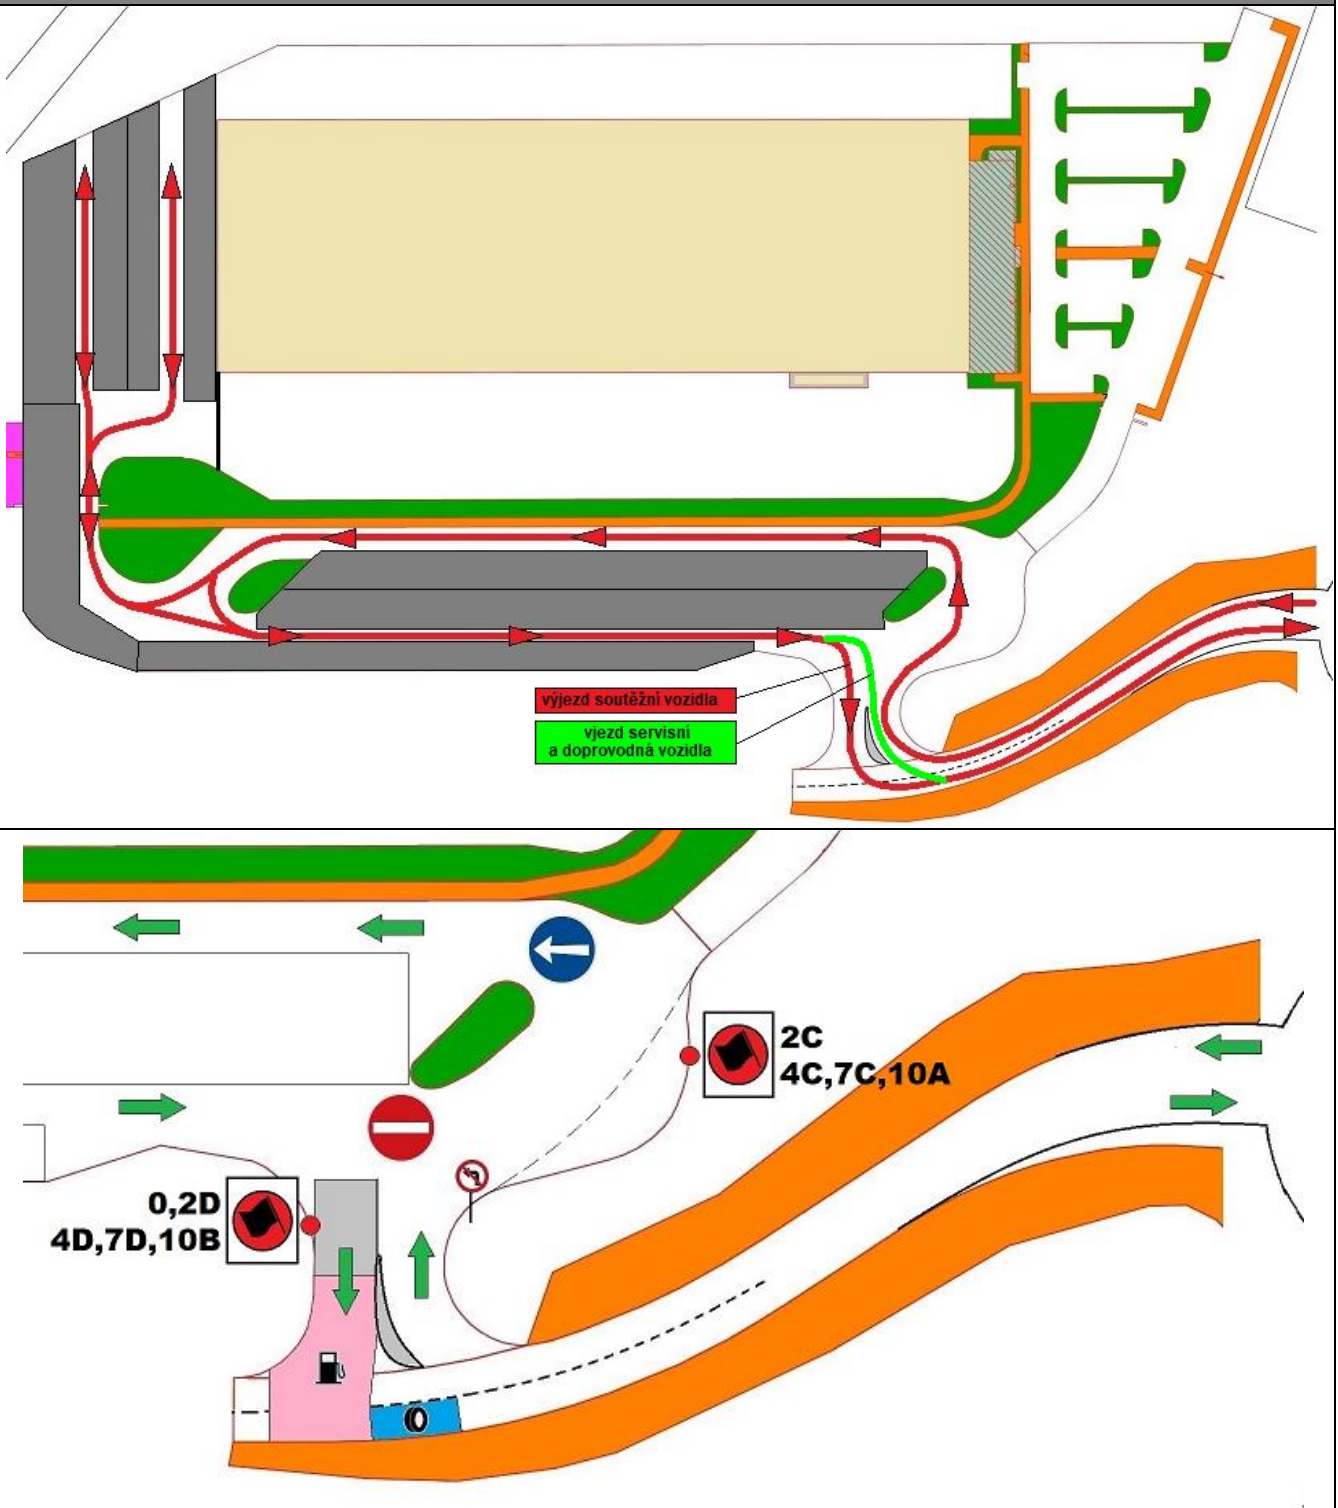 výjezd soutěžní vozidla
vjezd servisní
a doprovodná vozidla
2C
4C,7C,10A
0,2D
4D,7D,10B